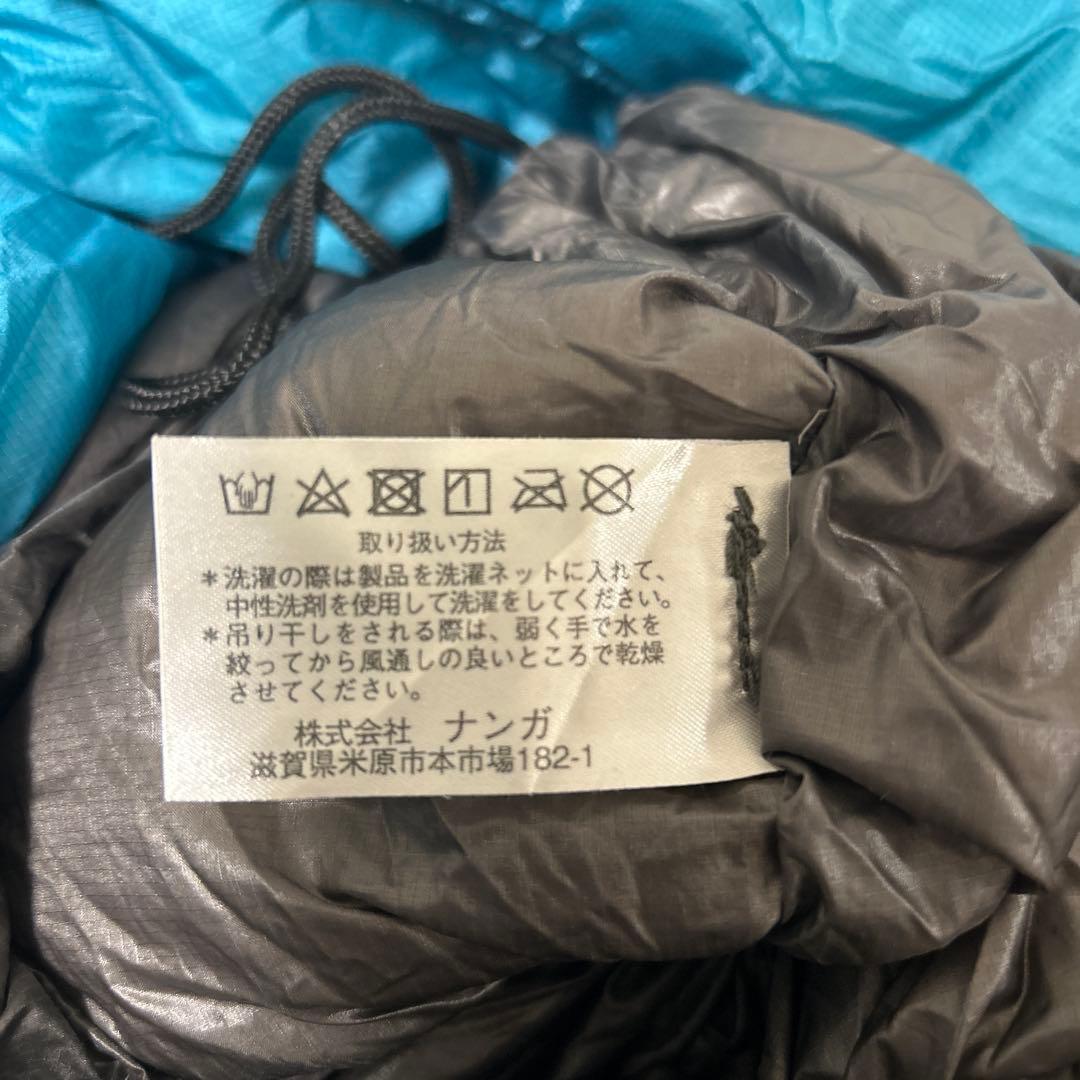 取り扱い方法
*洗濯の際は製品を洗濯ネットに入れて、
中性洗剤を使用して洗濯をしてください。
*吊り干しをされる際は、弱く手で水を
絞ってから風通しの良いところで乾燥
させてください。
株式会社 ナンガ
滋賀県米原市本市場182-1